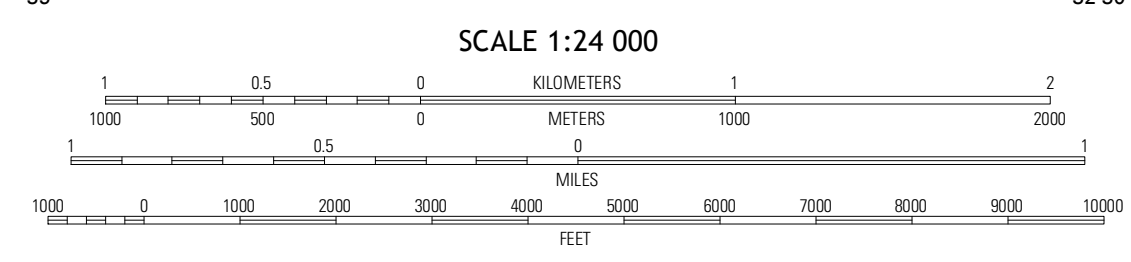 SCALE 1:24 000
1 0.5 0 KILOMETERS 1 2
1000 500 0 METERS 1000 2000
1 0.5 0 1
MILES
1000 0 1000 2000 3000 4000 5000 6000 7000 8000 9000 10000
FEET